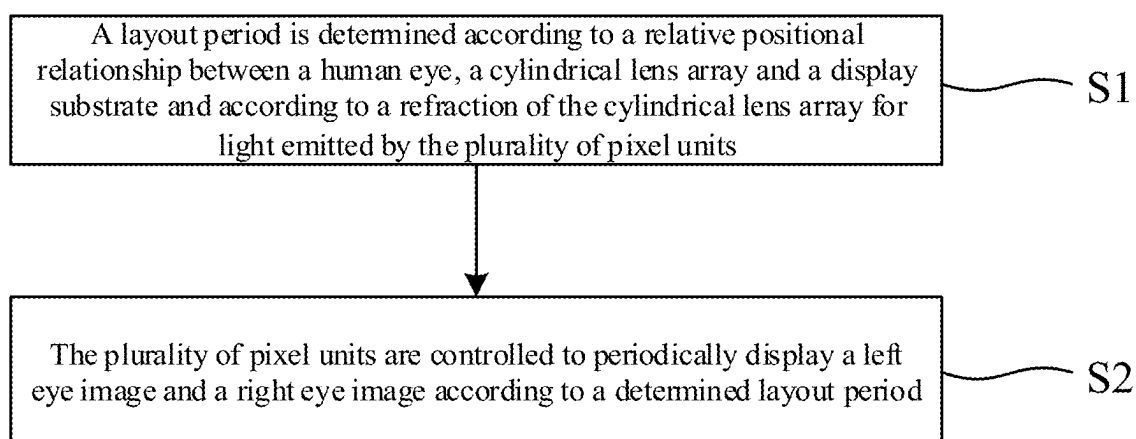 A layout period is determined according to a relative positional
relationship between a human eye, a cylindrical lens array and a display
substrate and according to a refraction of the cylindrical lens array for
light emitted by the plurality of pixel units
S1
The plurality of pixel units are controlled to periodically display a left
eye image and a right eye image according to a determined layout period
S2